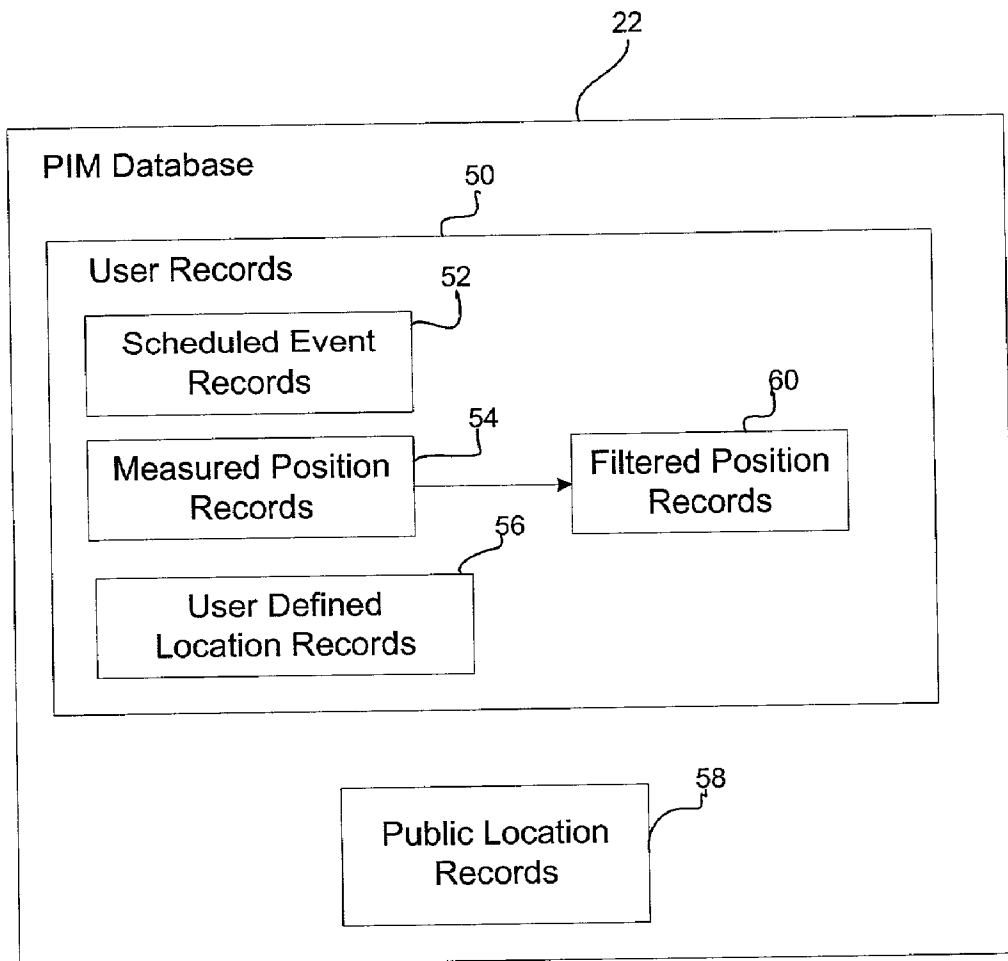 22
PIM Database
50
User Records
52
Scheduled Event
Records
54
Measured Position
Records
60
Filtered Position
Records
56
User Defined
Location Records
58
Public Location
Records